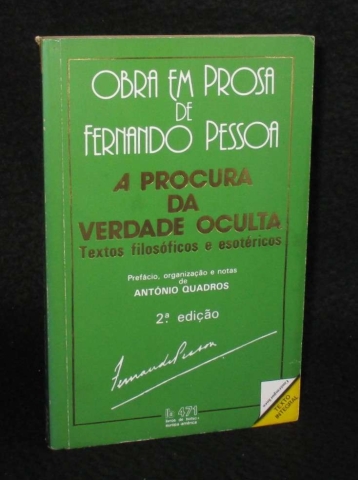 OBRA EM PROSA
DE
FERNANDO PESSOA
A PROCURA
DA
VERDADE OCULTA
Textos filosóficos e esotéricos
Prefácio, organização e notas
de
ANTÓNIO QUADROS
2ª edição
Fernando Pessoa
471
TEXTO
INTEGRAL